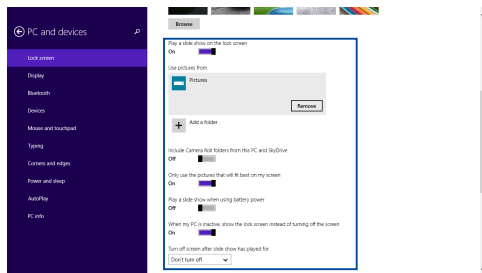 PC and devices
Lock screen
Display
Bluetooth
Devices
Mouse and touchpad
Typing
Corners and edges
Power and sleep
AutoPlay
PC info
Browse
Play a slide show on the lock screen
On
Use pictures from
Pictures
Remove
Add a folder
Include Camera Roll folders from this PC and SkyDrive
Off
Only use the pictures that will fit best on my screen
On
Play a slide show when using battery power
Off
When my PC is inactive, show the lock screen instead of turning off the screen
On
Turn off screen after slide show has played for
Don't turn off